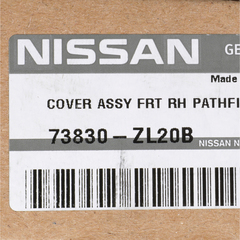 NISSAN GE
Made
COVER ASSY FRT RH PATHFI
73830-ZL20B
NISSAN N